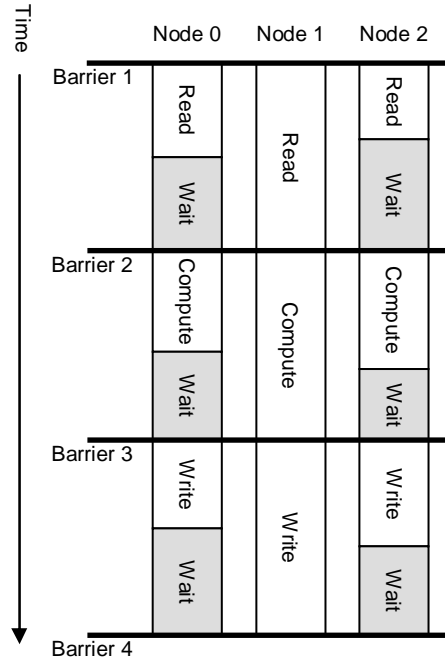 Time
Node 0 Node 1 Node 2
Barrier 1
Read Read Read
Wait Wait
Barrier 2
Compute Compute Compute
Wait Wait
Barrier 3
Write Write Write
Wait Wait
Barrier 4